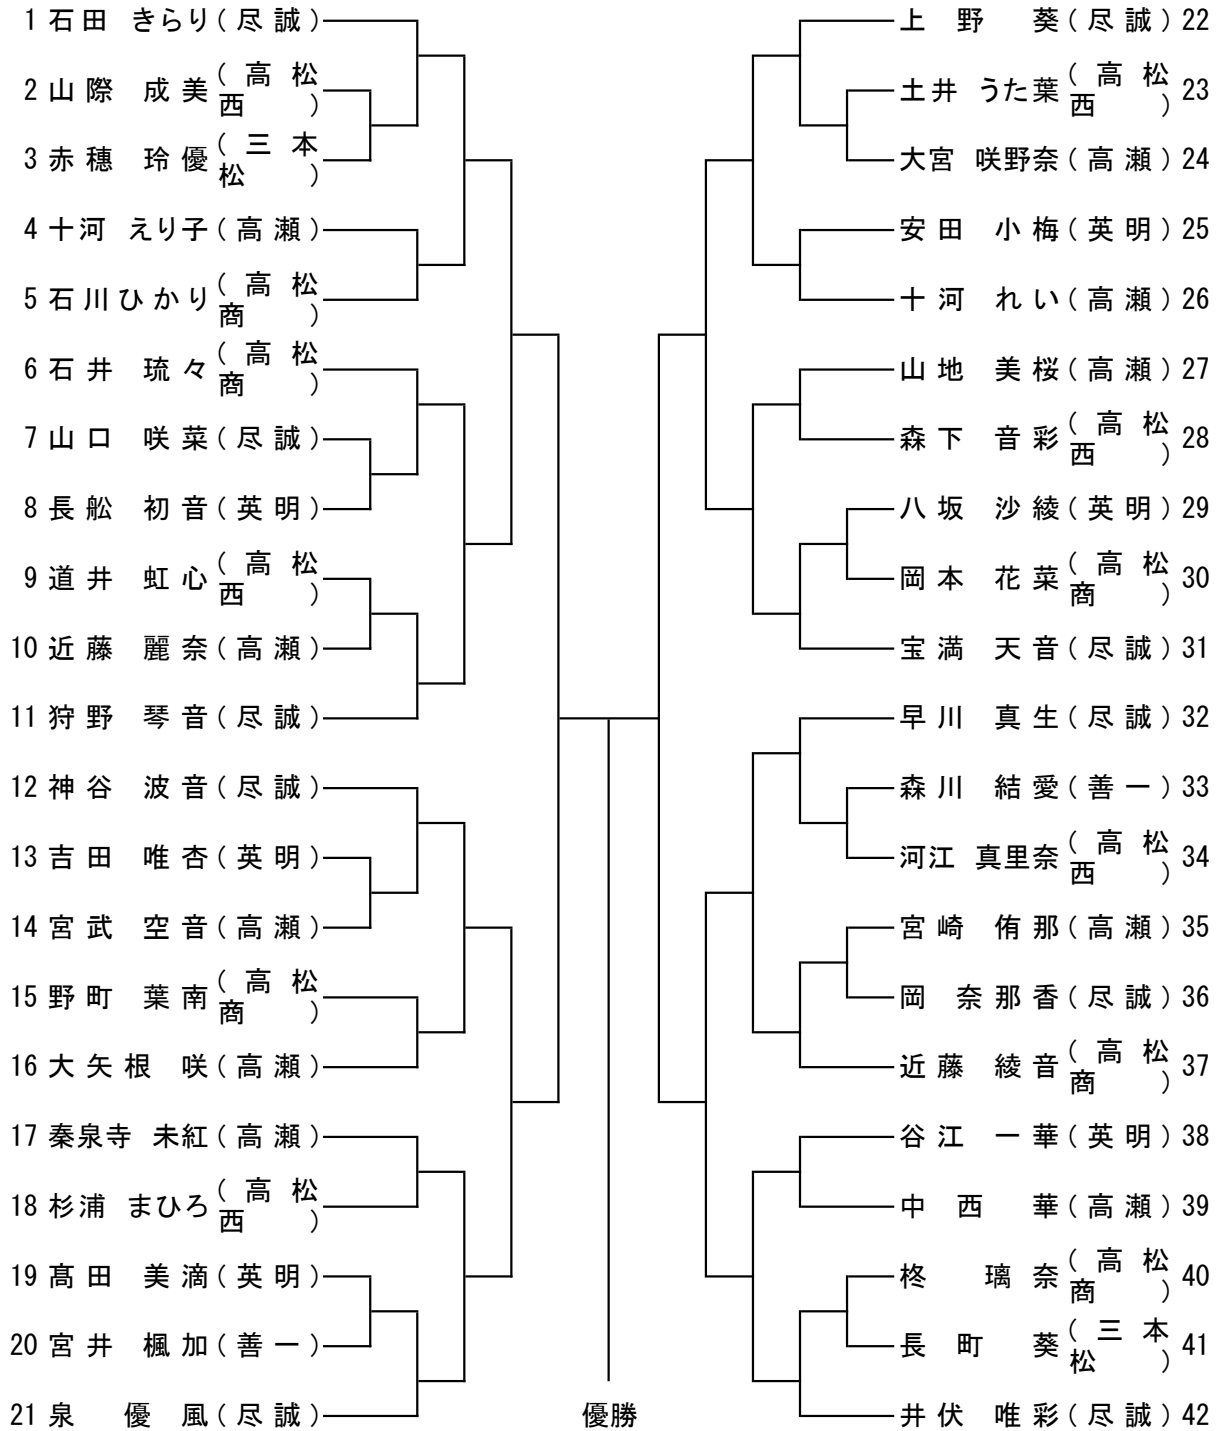 1 石田 きらり(尽誠)
2 山際 成美(高松西)
3 赤穗 玲優(三本松)
4 十河 えり子(高瀬)
5 石川ひかり(高松商)
6 石井 琉々(高松商)
7 山口 咲菜(尽誠)
8 長舩 初音(英明)
9 道井 虹心(高松西)
10 近藤 麗奈(高瀬)
11 狩野 琴音(尽誠)
12 神谷 波音(尽誠)
13 吉田 唯杏(英明)
14 宮武 空音(高瀬)
15 野町 葉南(高松商)
16 大矢根 咲(高瀬)
17 秦泉寺 未紅(高瀬)
18 杉浦 まひろ(高松西)
19 髙田 美滴(英明)
20 宮井 楓加(善一)
21 泉 優風(尽誠)
上野 葵(尽誠) 22
土井 うた葉(高松西) 23
大宮 咲野奈(高瀬) 24
安田 小梅(英明) 25
十河 れい(高瀬) 26
山地 美桜(高瀬) 27
森下 音彩(高松西) 28
八坂 沙綾(英明) 29
岡本 花菜(高松商) 30
宝満 天音(尽誠) 31
早川 真生(尽誠) 32
森川 結愛(善一) 33
河江 真里奈(高松西) 34
宮崎 侑那(高瀬) 35
岡 奈那香(尽誠) 36
近藤 綾音(高松商) 37
谷江 一華(英明) 38
中西 華(高瀬) 39
柊 璃奈(高松商) 40
長町 葵(三本松) 41
井伏 唯彩(尽誠) 42
優勝